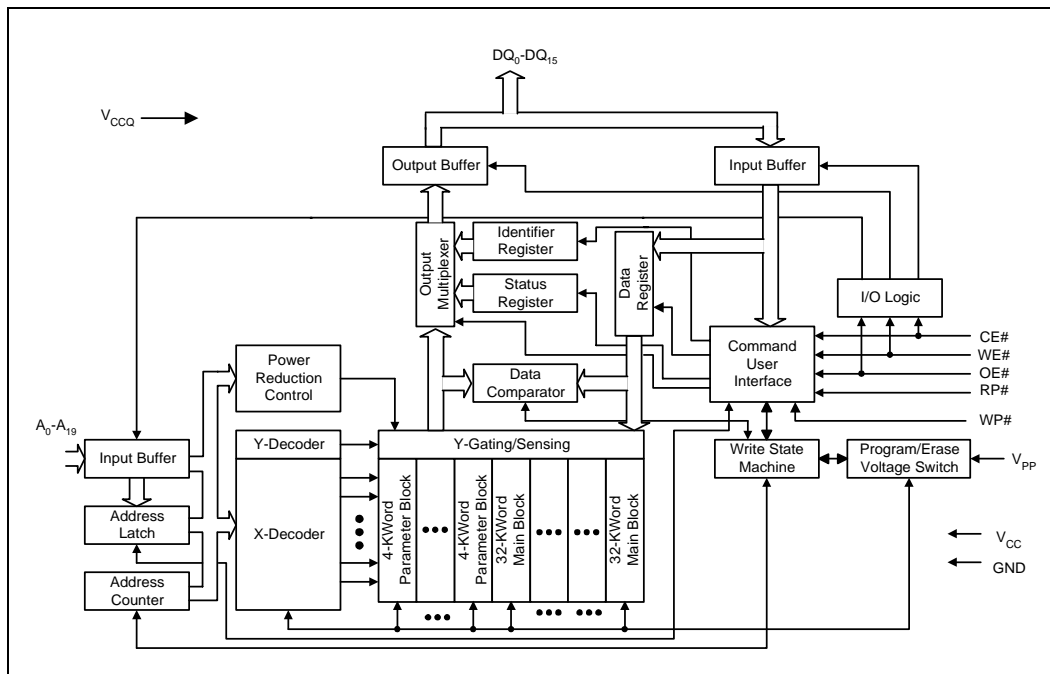 DQ0-DQ15
VCCQ
Output Buffer
Input Buffer
Output
Multiplexer
Identifier
Register
Status
Register
Data
Register
I/O Logic
CE#
WE#
OE#
RP#
WP#
Command
User
Interface
Power
Reduction
Control
Data
Comparator
A0-A19
Input Buffer
Y-Decoder
Y-Gating/Sensing
Write State
Machine
Program/Erase
Voltage Switch
VPP
Address
Latch
X-Decoder
4-KWord
Parameter Block
4-KWord
Parameter Block
32-KWord
Main Block
32-KWord
Main Block
VCC
GND
Address
Counter